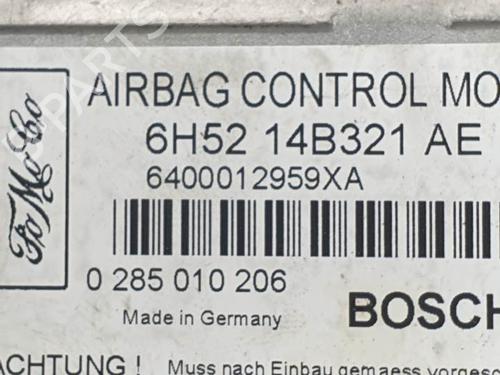 AIRBAG CONTROL MO
6H52 14B321 AE
6400012959XA
FoMoCo
0 285 010 206
Made in Germany
BOSCH
ACHTUNG ! Muss nach Einbau gemaess vorgesc